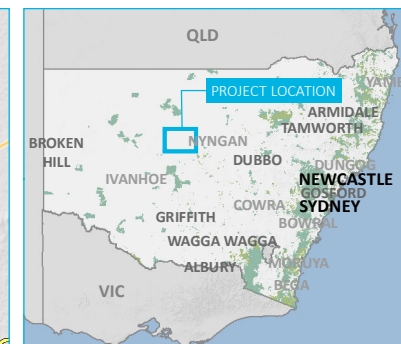 QLD
YAMB
PROJECT LOCATION
ARMIDALE
TAMWORTH
NYNGAN
BROKEN
HILL
DUBBO
DUNGOG
IVANHOE
NEWCASTLE
GOSFORD
COWRA
SYDNEY
GRIFFITH
BOWRAL
WAGGA WAGGA
ALBURY
MORUYA
VIC
BEGA